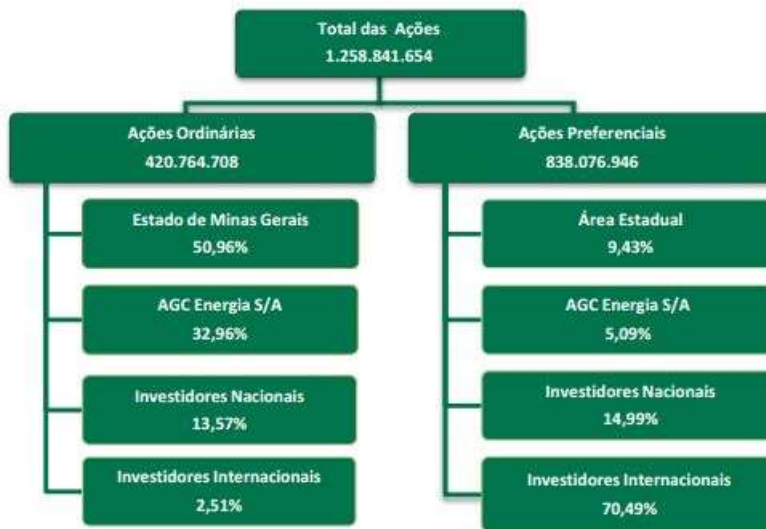 Total das Ações
1.258.841.654
Ações Ordinárias
420.764.708
Estado de Minas Gerais
50,96%
AGC Energia S/A
32,96%
Investidores Nacionais
13,57%
Investidores Internacionais
2,51%
Ações Preferenciais
838.076.946
Área Estadual
9,43%
AGC Energia S/A
5,09%
Investidores Nacionais
14,99%
Investidores Internacionais
70,49%